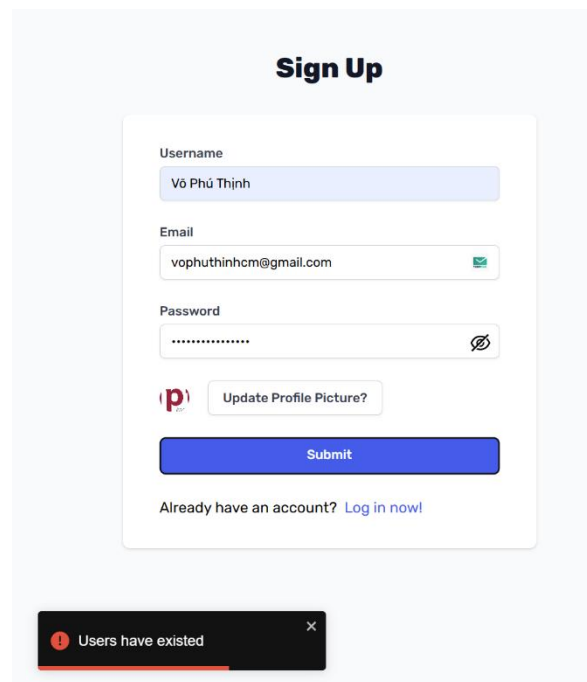 Sign Up
Username
Võ Phú Thịnh
Email
vophuthinhcm@gmail.com
Password
p
Update Profile Picture?
Submit
Already have an account? Log in now!
Users have existed